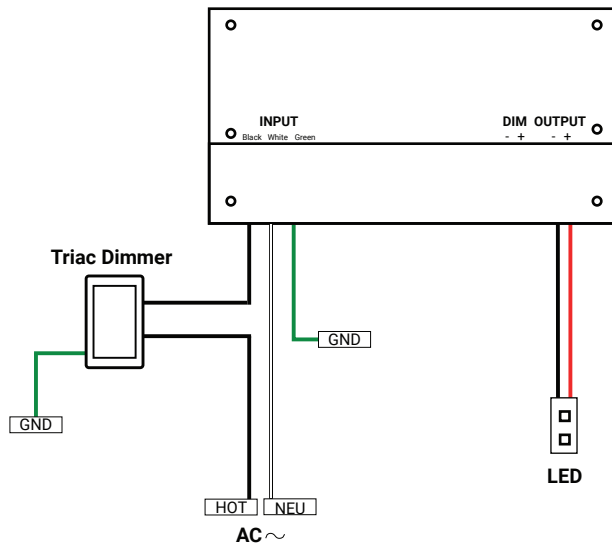 INPUT
DIM OUTPUT
Black White Green
- + - +
Triac Dimmer
GND
GND
LED
HOT NEU
AC